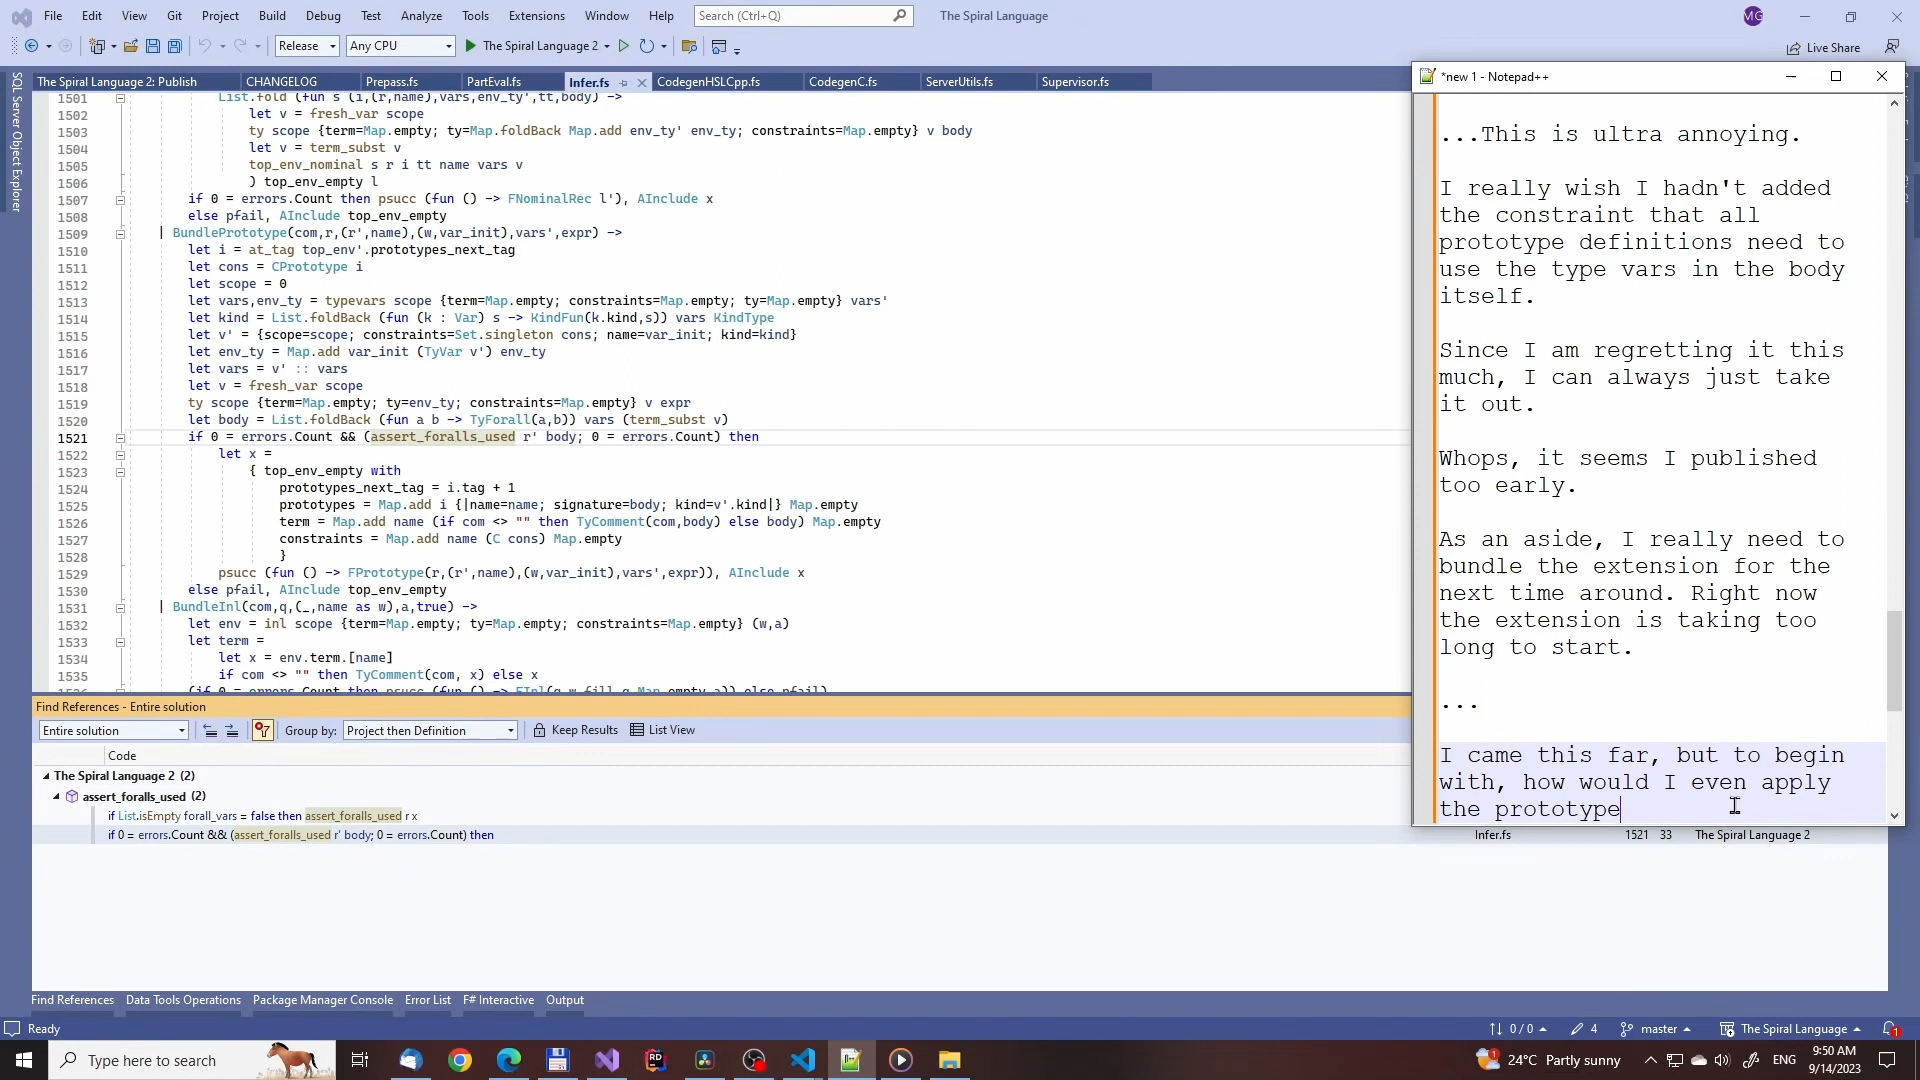 File Edit View Git Project Build Debug Test Analyze Tools Extensions Window Help Search (Ctrl+Q) The Spiral Language MG
Release Any CPU The Spiral Language 2 Live Share
SQL Server Object Explorer
The Spiral Language 2: Publish CHANGELOG Prepass.fs PartEval.fs Infer.fs CodegenHSLCpp.fs CodegenC.fs ServerUtils.fs Supervisor.fs
1501 List.fold (fun s (i,(r,name),vars,env_ty',tt,body) ->
1502 let v = fresh_var scope
1503 ty scope {term=Map.empty; ty=Map.foldBack Map.add env_ty' env_ty; constraints=Map.empty} v body
1504 let v = term_subst v
1505 top_env_nominal s r i tt name vars v
1506 ) top_env_empty l
1507 if 0 = errors.Count then psucc (fun () -> FNominalRec l'), AInclude x
1508 else pfail, AInclude top_env_empty
1509 | BundlePrototype(com,r,(r',name),(w,var_init),vars',expr) ->
1510 let i = at_tag top_env'.prototypes_next_tag
1511 let cons = CPrototype i
1512 let scope = 0
1513 let vars,env_ty = typevars scope {term=Map.empty; constraints=Map.empty; ty=Map.empty} vars'
1514 let kind = List.foldBack (fun (k : Var) s -> KindFun(k.kind,s)) vars KindType
1515 let v' = {scope=scope; constraints=Set.singleton cons; name=var_init; kind=kind}
1516 let env_ty = Map.add var_init (TyVar v') env_ty
1517 let vars = v' :: vars
1518 let v = fresh_var scope
1519 ty scope {term=Map.empty; ty=env_ty; constraints=Map.empty} v expr
1520 let body = List.foldBack (fun a b -> TyForall(a,b)) vars (term_subst v)
1521 if 0 = errors.Count && (assert_foralls_used r' body; 0 = errors.Count) then
1522 let x =
1523 { top_env_empty with
1524 prototypes_next_tag = i.tag + 1
1525 prototypes = Map.add i {|name=name; signature=body; kind=v'.kind|} Map.empty
1526 term = Map.add name (if com <> "" then TyComment(com,body) else body) Map.empty
1527 constraints = Map.add name (C cons) Map.empty
1528 }
1529 psucc (fun () -> FPrototype(r,(r',name),(w,var_init),vars',expr)), AInclude x
1530 else pfail, AInclude top_env_empty
1531 | BundleInl(com,q,(_,name as w),a,true) ->
1532 let env = inl scope {term=Map.empty; ty=Map.empty; constraints=Map.empty} (w,a)
1533 let term =
1534 let x = env.term.[name]
1535 if com <> "" then TyComment(com, x) else x
*new 1 - Notepad++
...This is ultra annoying.
I really wish I hadn't added
the constraint that all
prototype definitions need to
use the type vars in the body
itself.
Since I am regretting it this
much, I can always just take
it out.
Whops, it seems I published
too early.
As an aside, I really need to
bundle the extension for the
next time around. Right now
the extension is taking too
long to start.
...
I came this far, but to begin
with, how would I even apply
the prototype
Find References - Entire solution
Entire solution Group by: Project then Definition Keep Results List View
Code
The Spiral Language 2 (2)
assert_foralls_used (2)
if List.isEmpty forall_vars = false then assert_foralls_used r x
if 0 = errors.Count && (assert_foralls_used r' body; 0 = errors.Count) then Infer.fs 1521 33 The Spiral Language 2
Find References Data Tools Operations Package Manager Console Error List F# Interactive Output
Ready 0 / 0 4 master The Spiral Language 1
Type here to search 24°C Partly sunny ENG 9:50 AM
9/14/2023